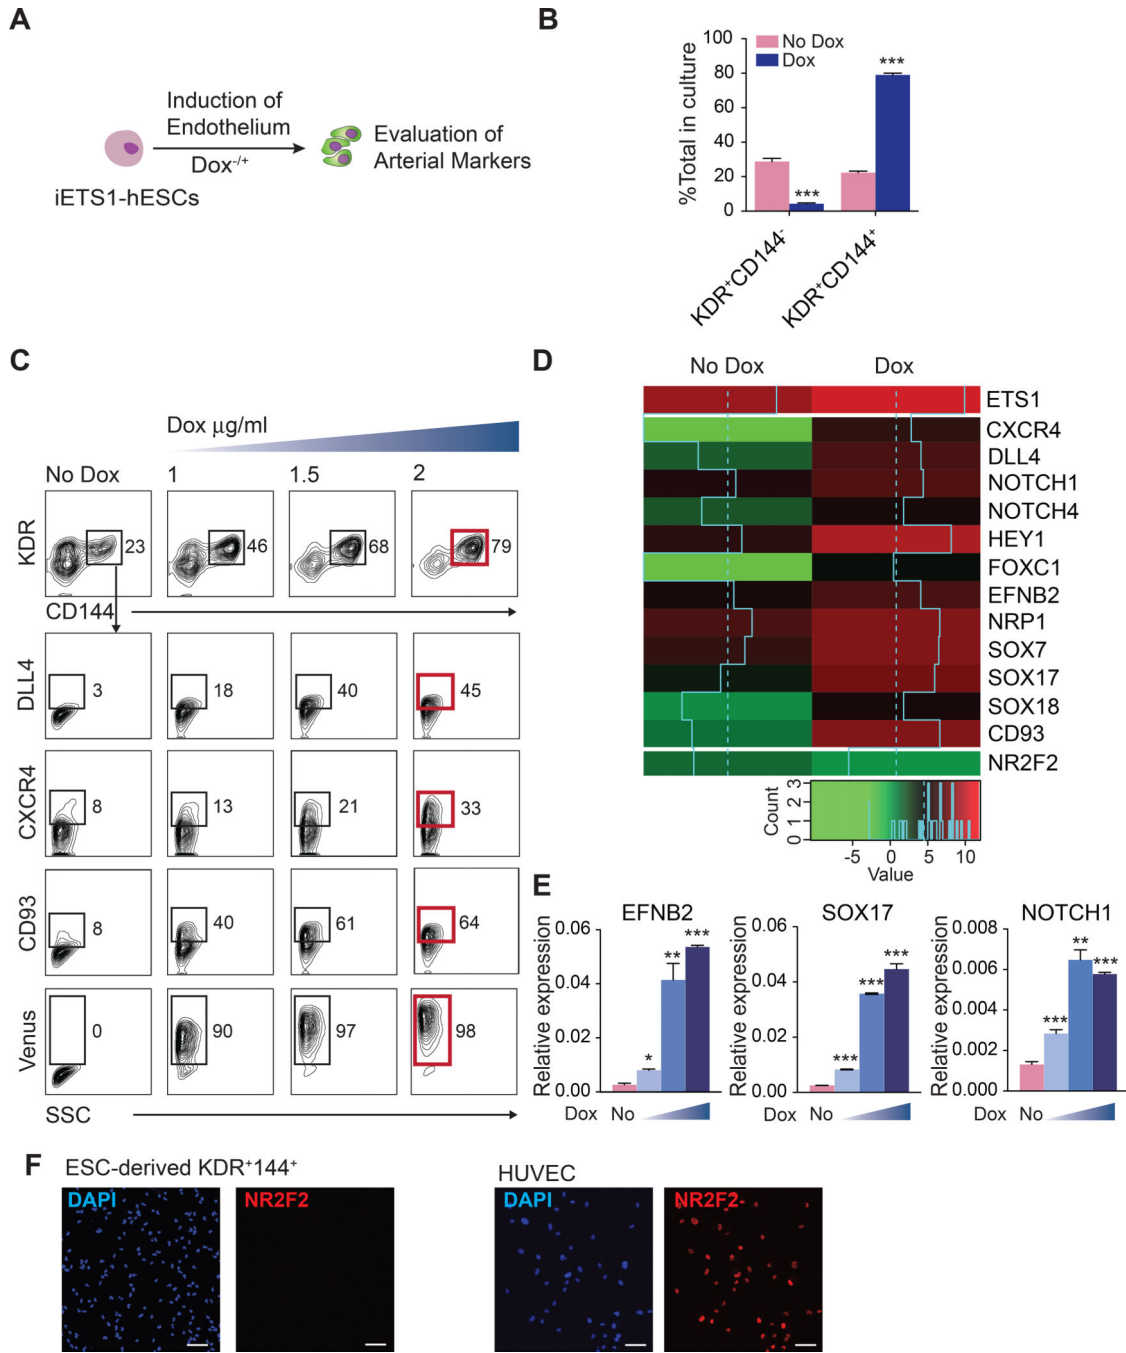 A
Induction of
Endothelium
Dox-/+
iETS1-hESCs
Evaluation of
Arterial Markers
B
No Dox
Dox
%Total in culture
100
80
60
40
20
0
***
***
KDR+CD144-
KDR+CD144+
C
Dox µg/ml
No Dox
1
1.5
2
KDR
23
46
68
79
CD144
DLL4
3
18
40
45
CXCR4
8
13
21
33
CD93
8
40
61
64
Venus
0
90
97
98
SSC
D
No Dox
Dox
ETS1
CXCR4
DLL4
NOTCH1
NOTCH4
HEY1
FOXC1
EFNB2
NRP1
SOX7
SOX17
SOX18
CD93
NR2F2
Count
3
2
1
0
-5
0
5
10
Value
E
EFNB2
Relative expression
0.06
0.04
0.02
0.00
*
**
***
Dox
No
SOX17
Relative expression
0.06
0.04
0.02
0.00
***
***
***
Dox
No
NOTCH1
Relative expression
0.008
0.006
0.004
0.002
0.000
***
**
***
Dox
No
F
ESC-derived KDR+144+
DAPI
NR2F2
HUVEC
DAPI
NR2F2